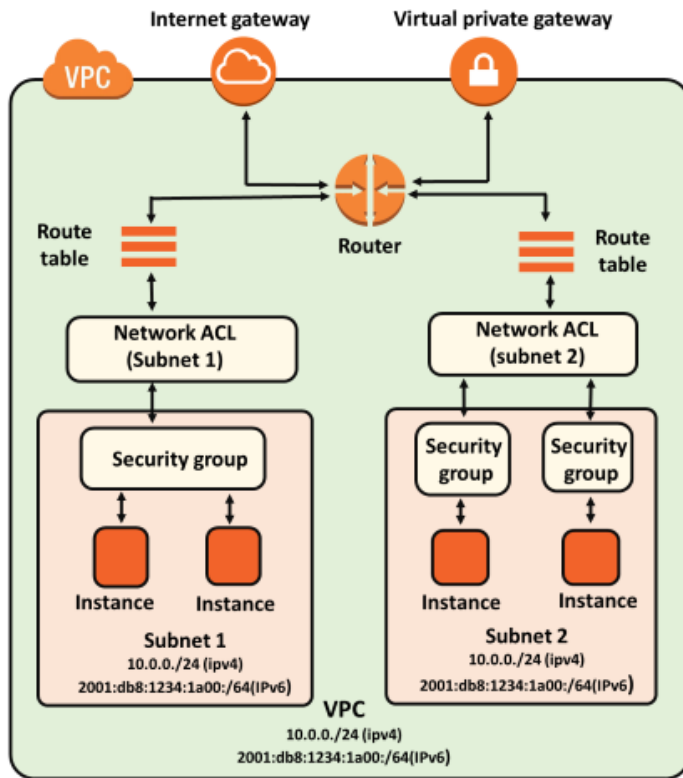 Internet gateway
Virtual private gateway
VPC
Route
table
Router
Route
table
Network ACL
(Subnet 1)
Network ACL
(subnet 2)
Security group
Security
group
Security
group
Instance
Instance
Instance
Instance
Subnet 1
10.0.0./24 (ipv4)
2001:db8:1234:1a00:/64(IPv6)
Subnet 2
10.0.0./24 (ipv4)
2001:db8:1234:1a00:/64(IPv6)
VPC
10.0.0./24 (ipv4)
2001:db8:1234:1a00:/64(IPv6)